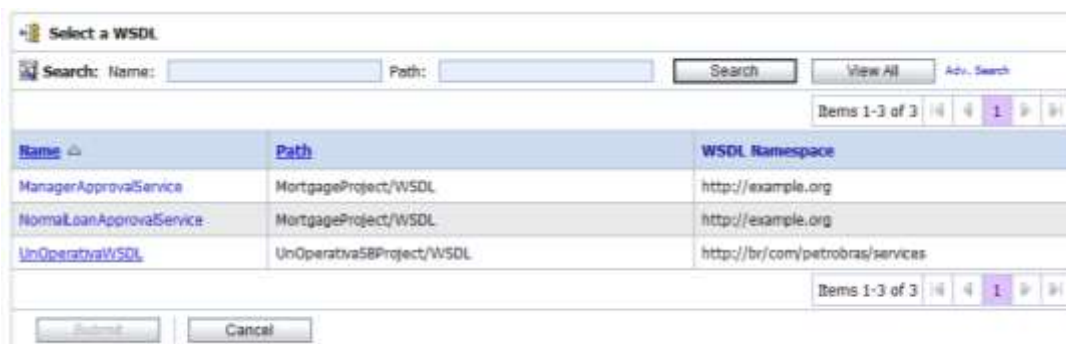 Select a WSDL
Search: Name: Path: Search View All Adv. Search
Items 1-3 of 3 1
Name Path WSDL Namespace
ManagerApprovalService MortgageProject/WSDL http://example.org
NormalLoanApprovalService MortgageProject/WSDL http://example.org
UnOperativaWSDL UnOperativaSBProject/WSDL http://br/com/petrobras/services
Items 1-3 of 3 1
Submit Cancel